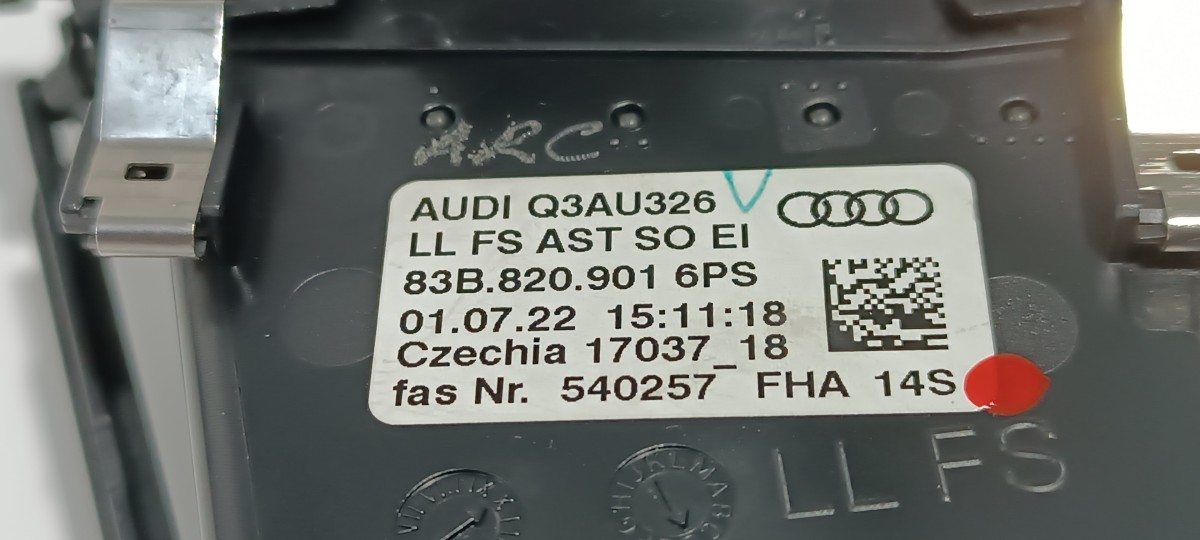 ARC
AUDI Q3AU326
LL FS AST SO EI
83B.820.901 6PS
01.07.22 15:11:18
Czechia 17037_18
fas Nr. 540257 FHA 14S
LL FS